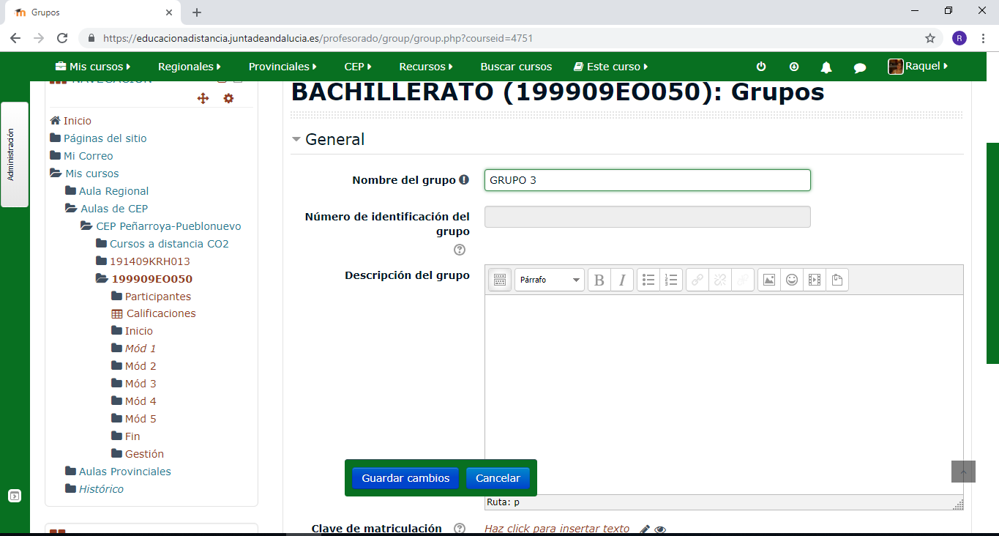 Grupos
https://educacionadistancia.juntadeandalucia.es/profesorado/group/group.php?courseid=4751
R
Mis cursos
Regionales
Provinciales
CEP
Recursos
Buscar cursos
Este curso
Raquel
Administración
NAVEGACIÓN
Inicio
Páginas del sitio
Mi Correo
Mis cursos
Aula Regional
Aulas de CEP
CEP Peñarroya-Pueblonuevo
Cursos a distancia CO2
191409KRH013
199909EO050
Participantes
Calificaciones
Inicio
Mód 1
Mód 2
Mód 3
Mód 4
Mód 5
Fin
Gestión
Aulas Provinciales
Histórico
BACHILLERATO (199909EO050): Grupos
General
Nombre del grupo
GRUPO 3
Número de identificación del
grupo
Descripción del grupo
Párrafo
B I
Guardar cambios
Cancelar
Ruta: p
Clave de matriculación
Haz click para insertar texto